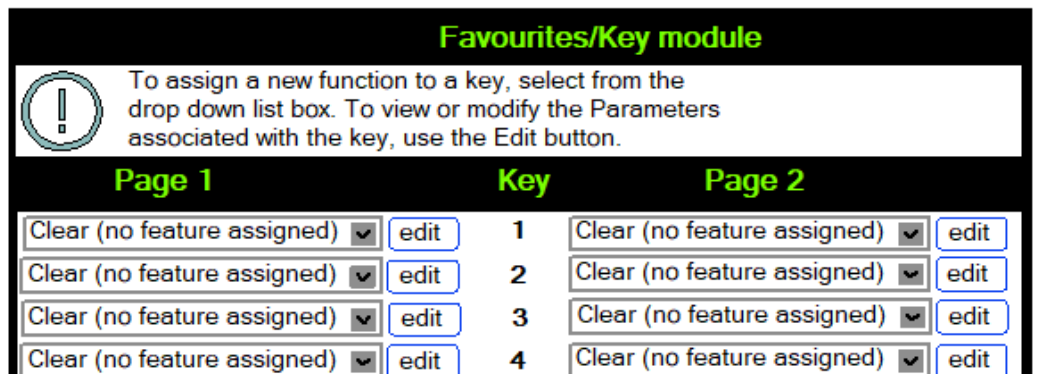 Favourites/Key module
To assign a new function to a key, select from the
drop down list box. To view or modify the Parameters
associated with the key, use the Edit button.
Page 1 Key Page 2
Clear (no feature assigned) edit 1 Clear (no feature assigned) edit
Clear (no feature assigned) edit 2 Clear (no feature assigned) edit
Clear (no feature assigned) edit 3 Clear (no feature assigned) edit
Clear (no feature assigned) edit 4 Clear (no feature assigned) edit